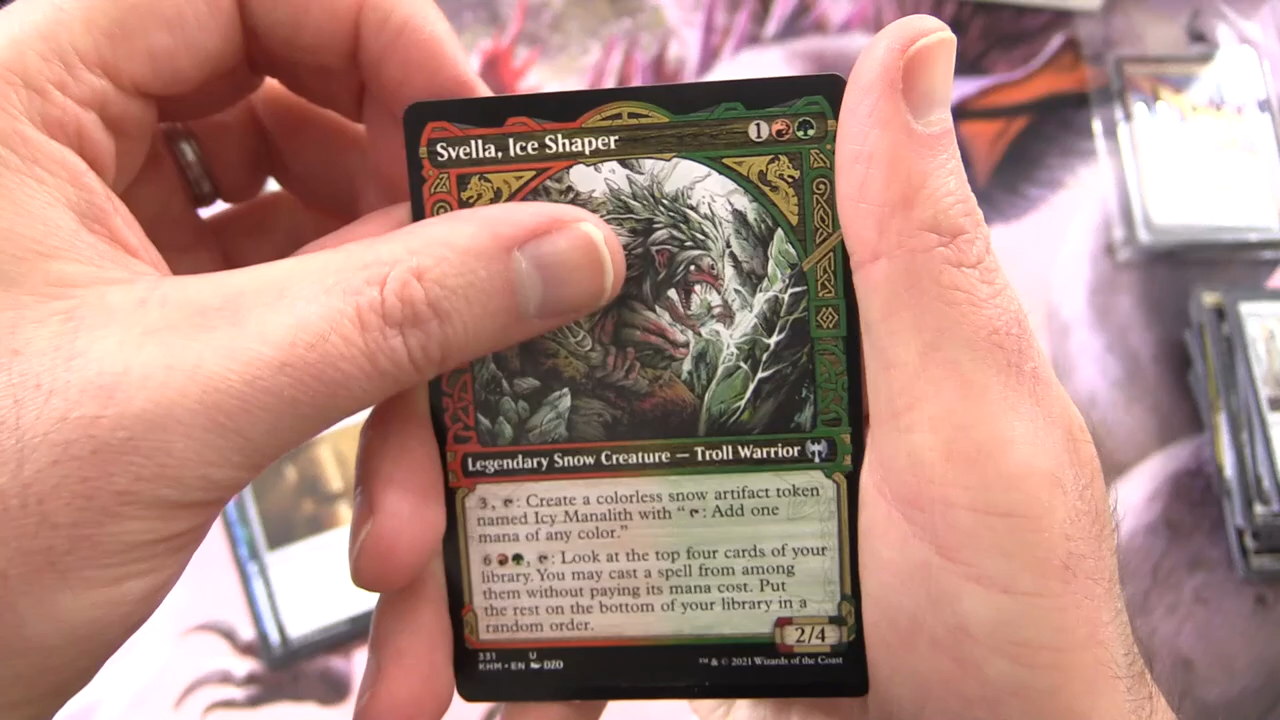 Svella, Ice Shaper 1
Legendary Snow Creature — Troll Warrior
3, : Create a colorless snow artifact token
named Icy Manalith with “ : Add one
mana of any color.”
6 , : Look at the top four cards of your
library. You may cast a spell from among
them without paying its mana cost. Put
the rest on the bottom of your library in a
random order.
2/4
331 U
KHM • EN DZO
™ & © 2021 Wizards of the Coast